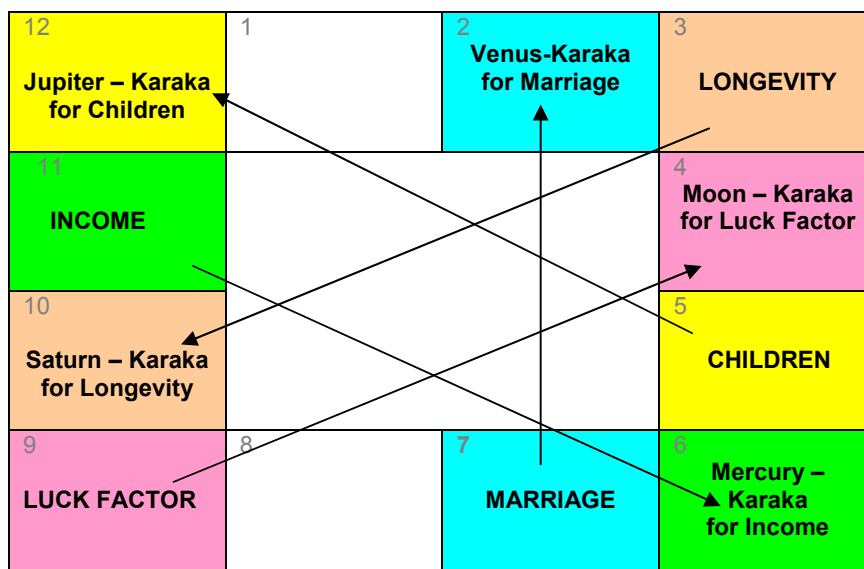 12
Jupiter – Karaka
for Children
1
2
Venus-Karaka
for Marriage
3
LONGEVITY
11
INCOME
4
Moon – Karaka
for Luck Factor
10
Saturn – Karaka
for Longevity
5
CHILDREN
9
LUCK FACTOR
8
7
MARRIAGE
6
Mercury –
Karaka
for Income